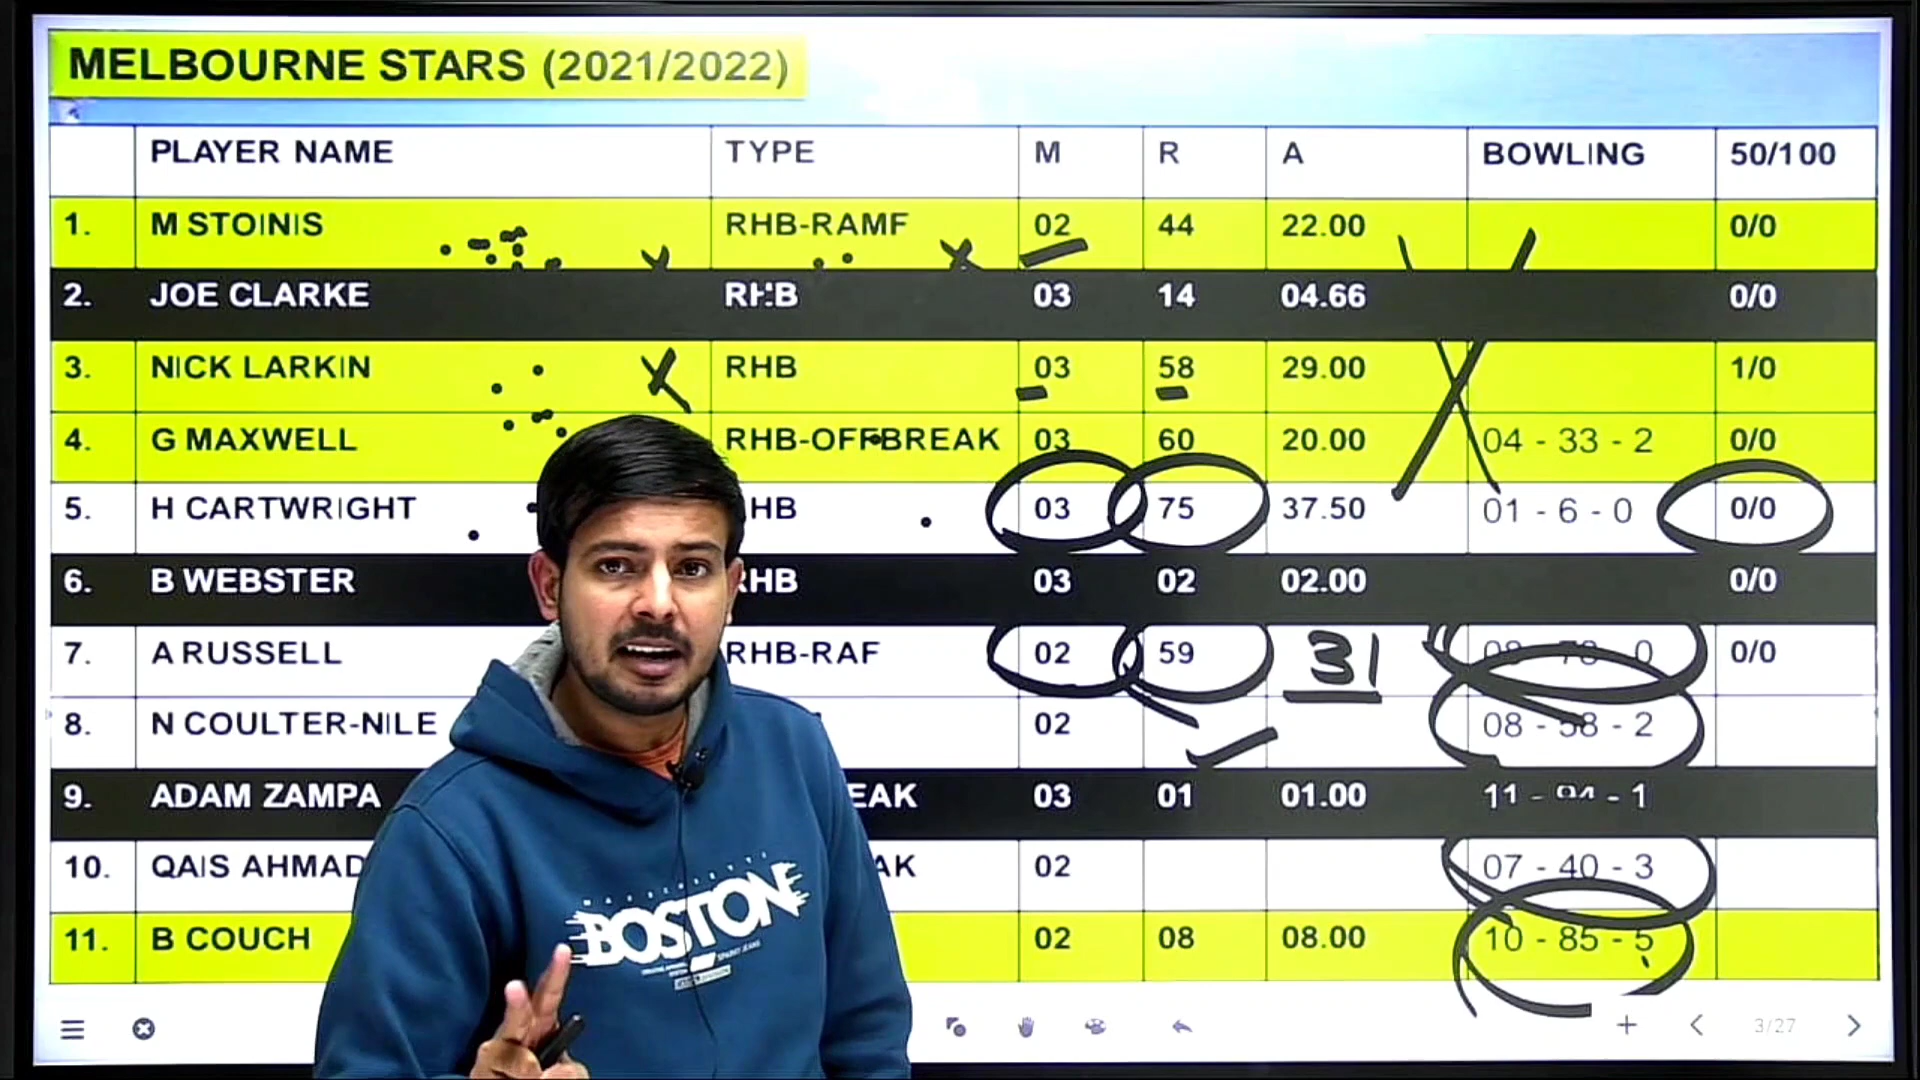 MELBOURNE STARS (2021/2022)
PLAYER NAME TYPE M R A BOWLING 50/100
1. M STOINIS RHB-RAMF 02 44 22.00 0/0
2. JOE CLARKE RHB 03 14 04.66 0/0
3. NICK LARKIN RHB 03 58 29.00 1/0
4. G MAXWELL RHB-OFFBREAK 03 60 20.00 04 - 33 - 2 0/0
5. H CARTWRIGHT HB 03 75 37.50 01 - 6 - 0 0/0
6. B WEBSTER RHB 03 02 02.00 0/0
7. A RUSSELL RHB-RAF 02 59 31 0 0/0
8. N COULTER-NILE 02 08 - 58 - 2
9. ADAM ZAMPA EAK 03 01 01.00 11 - - 1
10. QAIS AHMAD AK 02 07 - 40 - 3
11. B COUCH 02 08 08.00 10 - 85 - 5
BOSTON
3/27